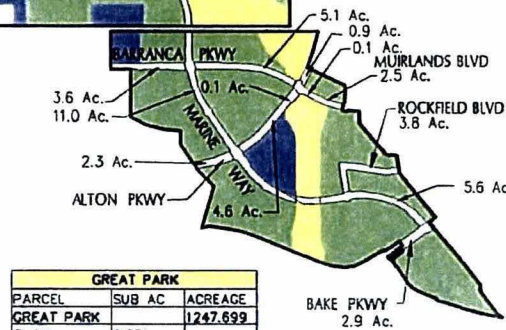 5.1 Ac.
0.9 Ac.
0.1 Ac.
BARRANCA PKWY
MUIRLANDS BLVD
2.5 Ac.
3.6 Ac.
0.1 Ac.
11.0 Ac.
ROCKFIELD BLVD
3.8 Ac.
MARINE WAY
2.3 Ac.
5.6 Ac
ALTON PKWY
4.6 Ac.
BAKE PKWY
2.9 Ac.
GREAT PARK
PARCEL SUB AC ACREAGE
GREAT PARK 1247.699